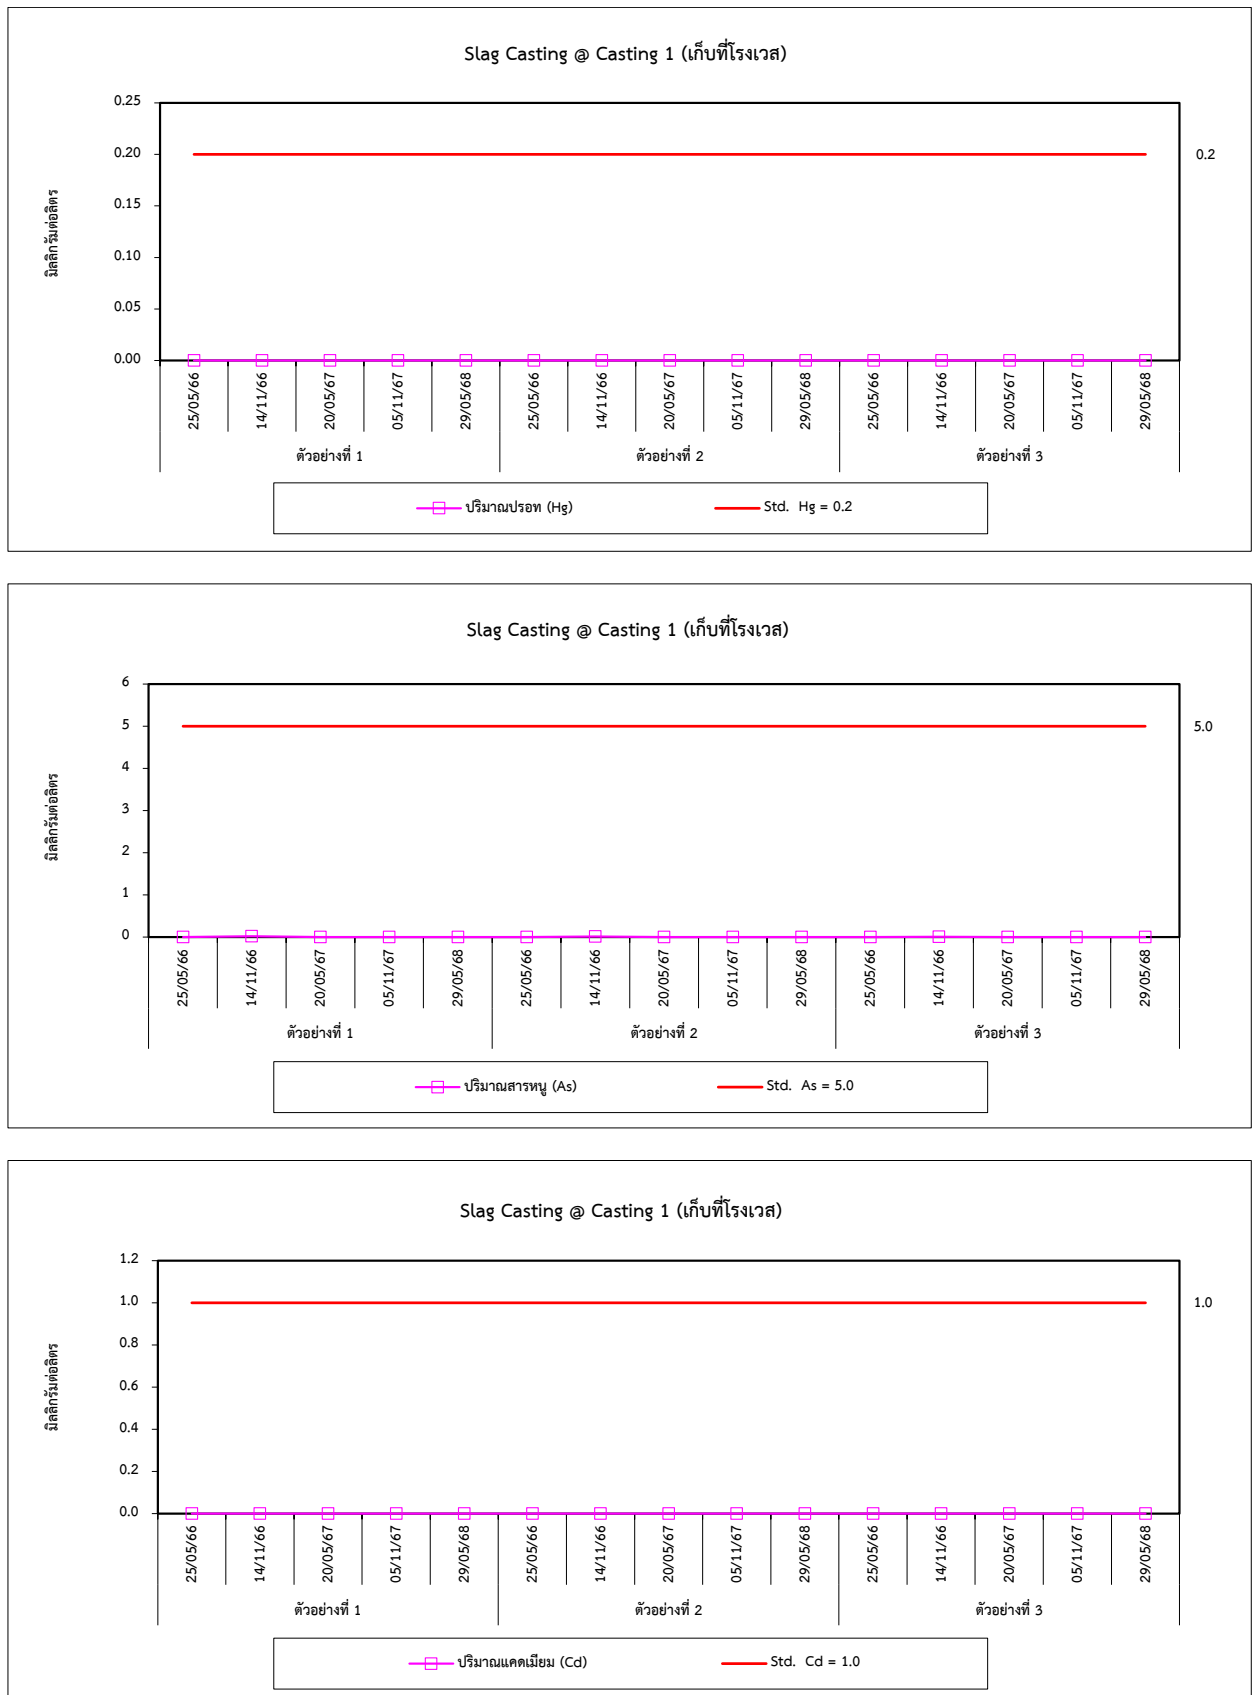 Slag Casting @ Casting 1 (เก็บที่โรงเวส)
มิลลิกรัมต่อลิตร
0.25
0.20
0.15
0.10
0.05
0.00
0.2
25/05/66 14/11/66 20/05/67 05/11/67 29/05/68 25/05/66 14/11/66 20/05/67 05/11/67 29/05/68 25/05/66 14/11/66 20/05/67 05/11/67 29/05/68
ตัวอย่างที่ 1 ตัวอย่างที่ 2 ตัวอย่างที่ 3
ปริมาณปรอท (Hg) Std. Hg = 0.2
Slag Casting @ Casting 1 (เก็บที่โรงเวส)
มิลลิกรัมต่อลิตร
6
5
4
3
2
1
0
5.0
25/05/66 14/11/66 20/05/67 05/11/67 29/05/68 25/05/66 14/11/66 20/05/67 05/11/67 29/05/68 25/05/66 14/11/66 20/05/67 05/11/67 29/05/68
ตัวอย่างที่ 1 ตัวอย่างที่ 2 ตัวอย่างที่ 3
ปริมาณสารหนู (As) Std. As = 5.0
Slag Casting @ Casting 1 (เก็บที่โรงเวส)
มิลลิกรัมต่อลิตร
1.2
1.0
0.8
0.6
0.4
0.2
0.0
1.0
25/05/66 14/11/66 20/05/67 05/11/67 29/05/68 25/05/66 14/11/66 20/05/67 05/11/67 29/05/68 25/05/66 14/11/66 20/05/67 05/11/67 29/05/68
ตัวอย่างที่ 1 ตัวอย่างที่ 2 ตัวอย่างที่ 3
ปริมาณแคดเมียม (Cd) Std. Cd = 1.0